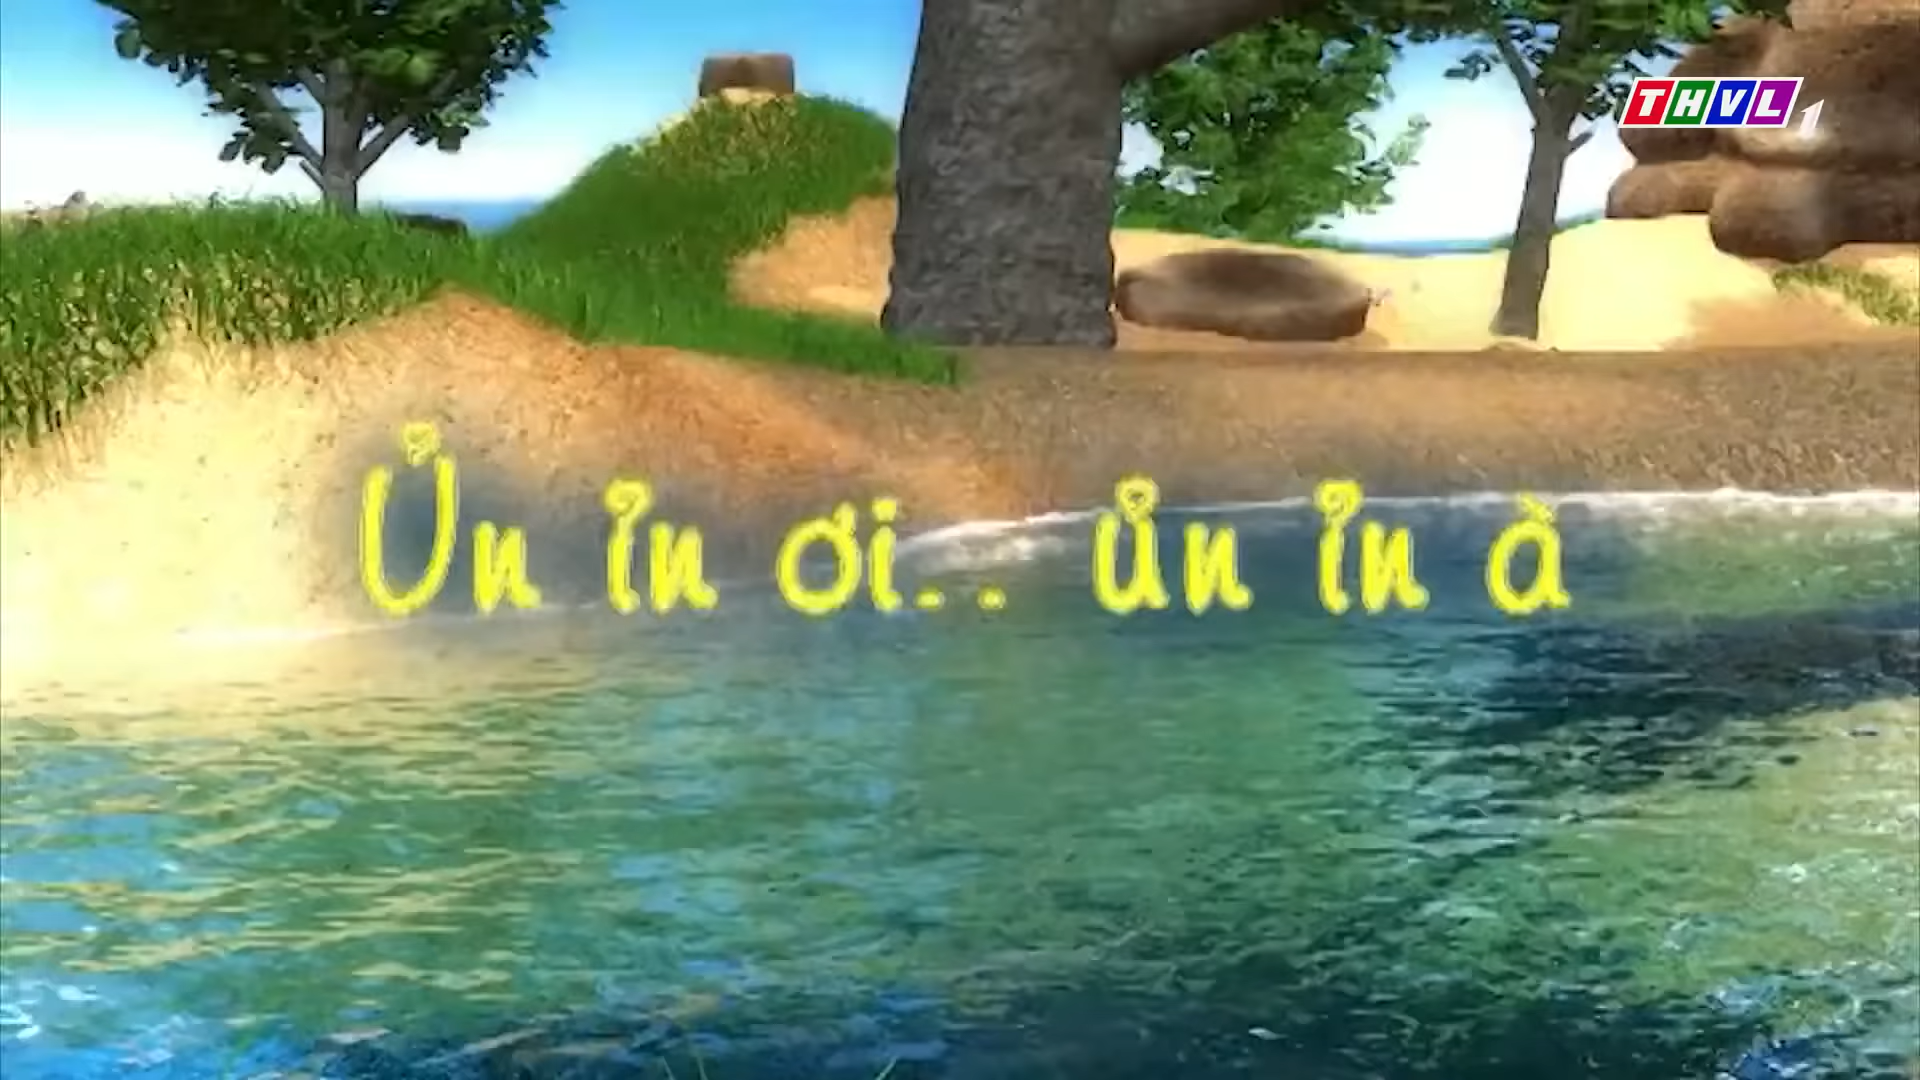 THVL1
Ủn ỉn ơi.. ủn ỉn à